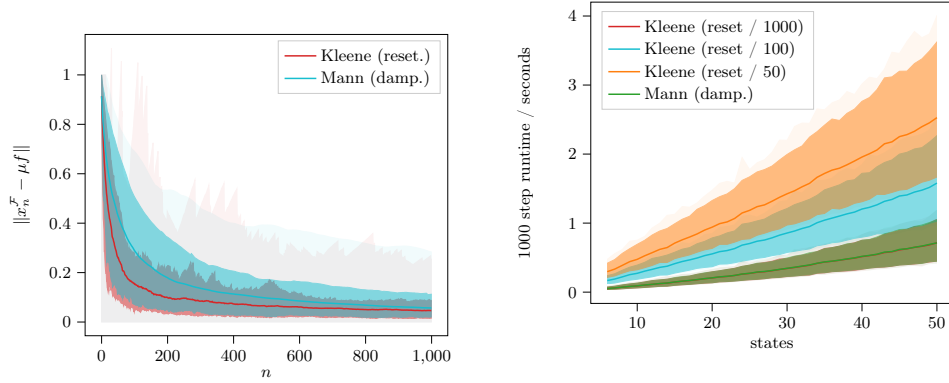 Kleene (reset.)
Mann (damp.)
1
0.8
0.6
0.4
0.2
0
‖x_n^𝓕 − μf‖
0 200 400 600 800 1,000
n
Kleene (reset / 1000)
Kleene (reset / 100)
Kleene (reset / 50)
Mann (damp.)
4
3
2
1
0
1000 step runtime / seconds
10 20 30 40 50
states